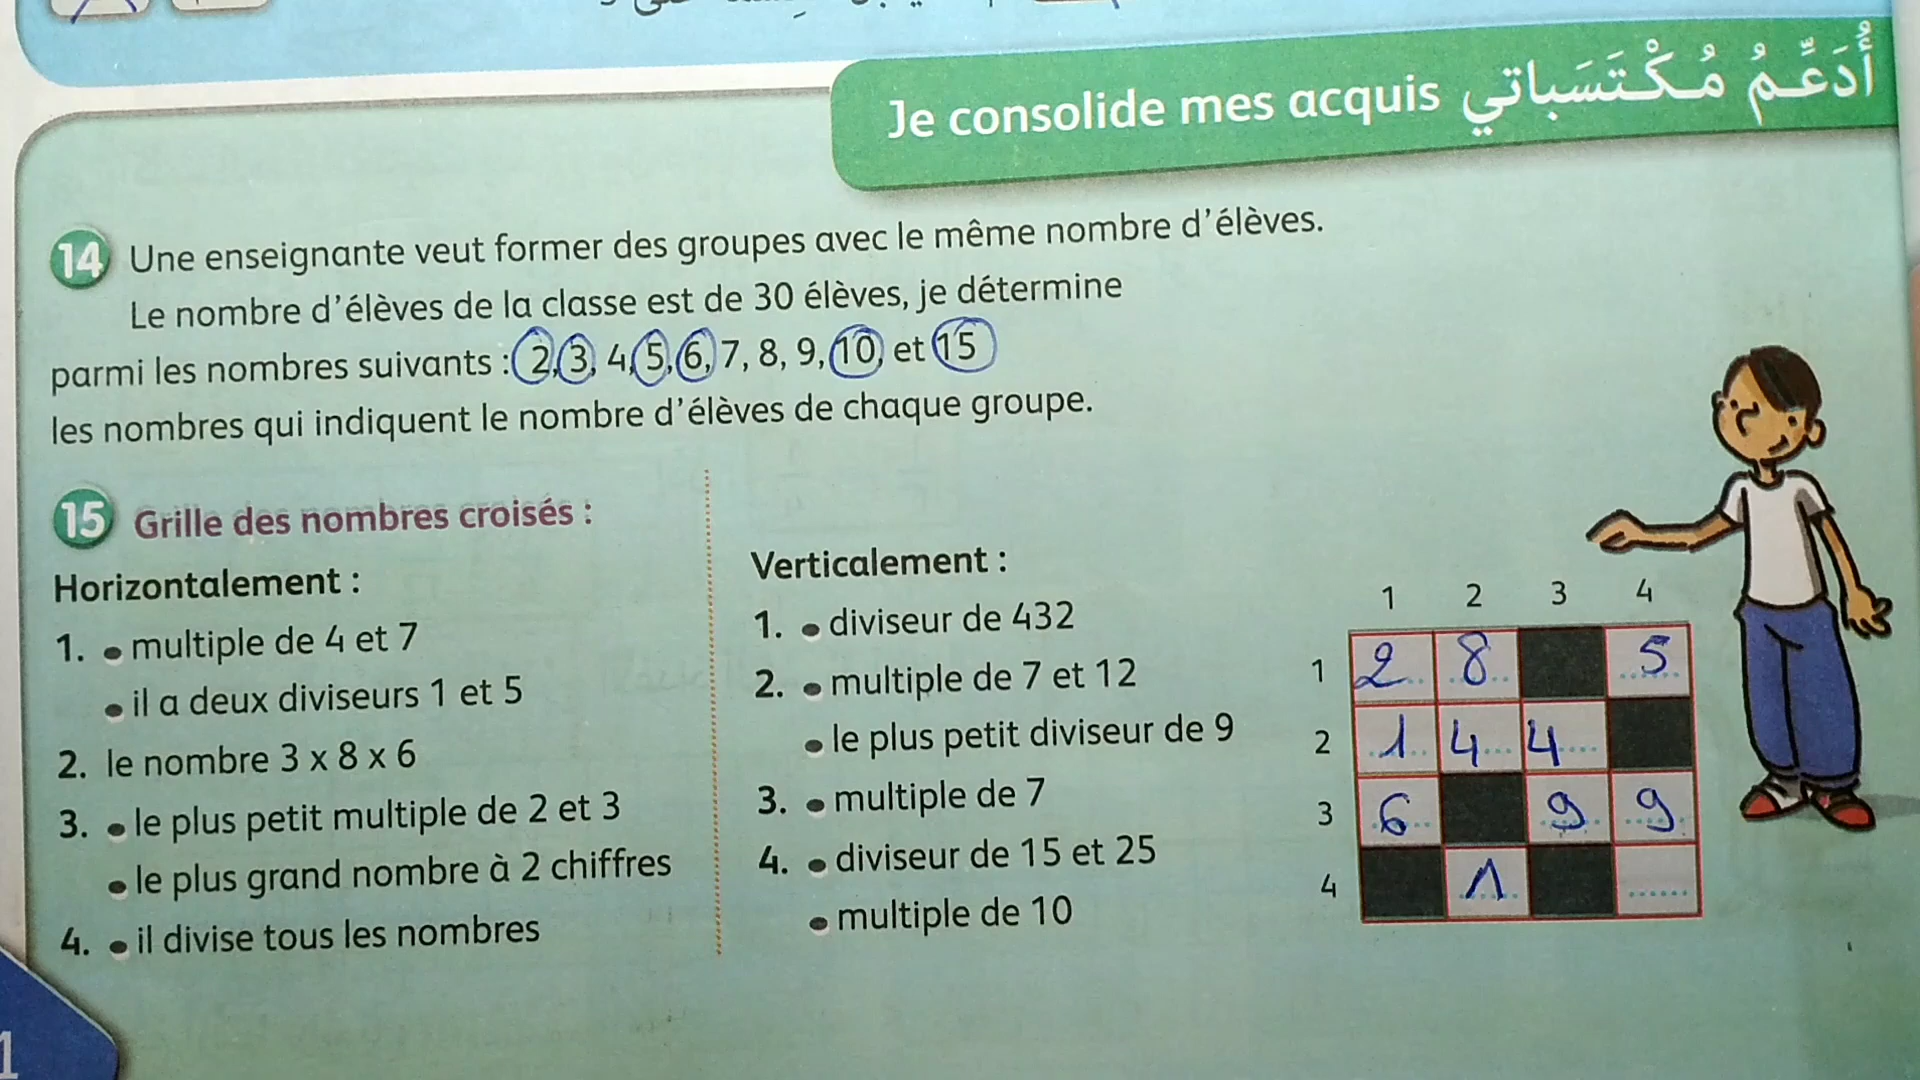 Je consolide mes acquis أُدَعِّمُ مُكْتَسَباتي
14 Une enseignante veut former des groupes avec le même nombre d’élèves.
Le nombre d’élèves de la classe est de 30 élèves, je détermine
parmi les nombres suivants : 2, 3, 4, 5, 6, 7, 8, 9, 10, et 15
les nombres qui indiquent le nombre d’élèves de chaque groupe.
15 Grille des nombres croisés :
Horizontalement :
1. • multiple de 4 et 7
• il a deux diviseurs 1 et 5
2. le nombre 3 x 8 x 6
3. • le plus petit multiple de 2 et 3
• le plus grand nombre à 2 chiffres
4. • il divise tous les nombres
Verticalement :
1. • diviseur de 432
2. • multiple de 7 et 12
• le plus petit diviseur de 9
3. • multiple de 7
4. • diviseur de 15 et 25
• multiple de 10
1 2 3 4
1 2 8 5
2 1 4 4
3 6 9 9
4 1
1